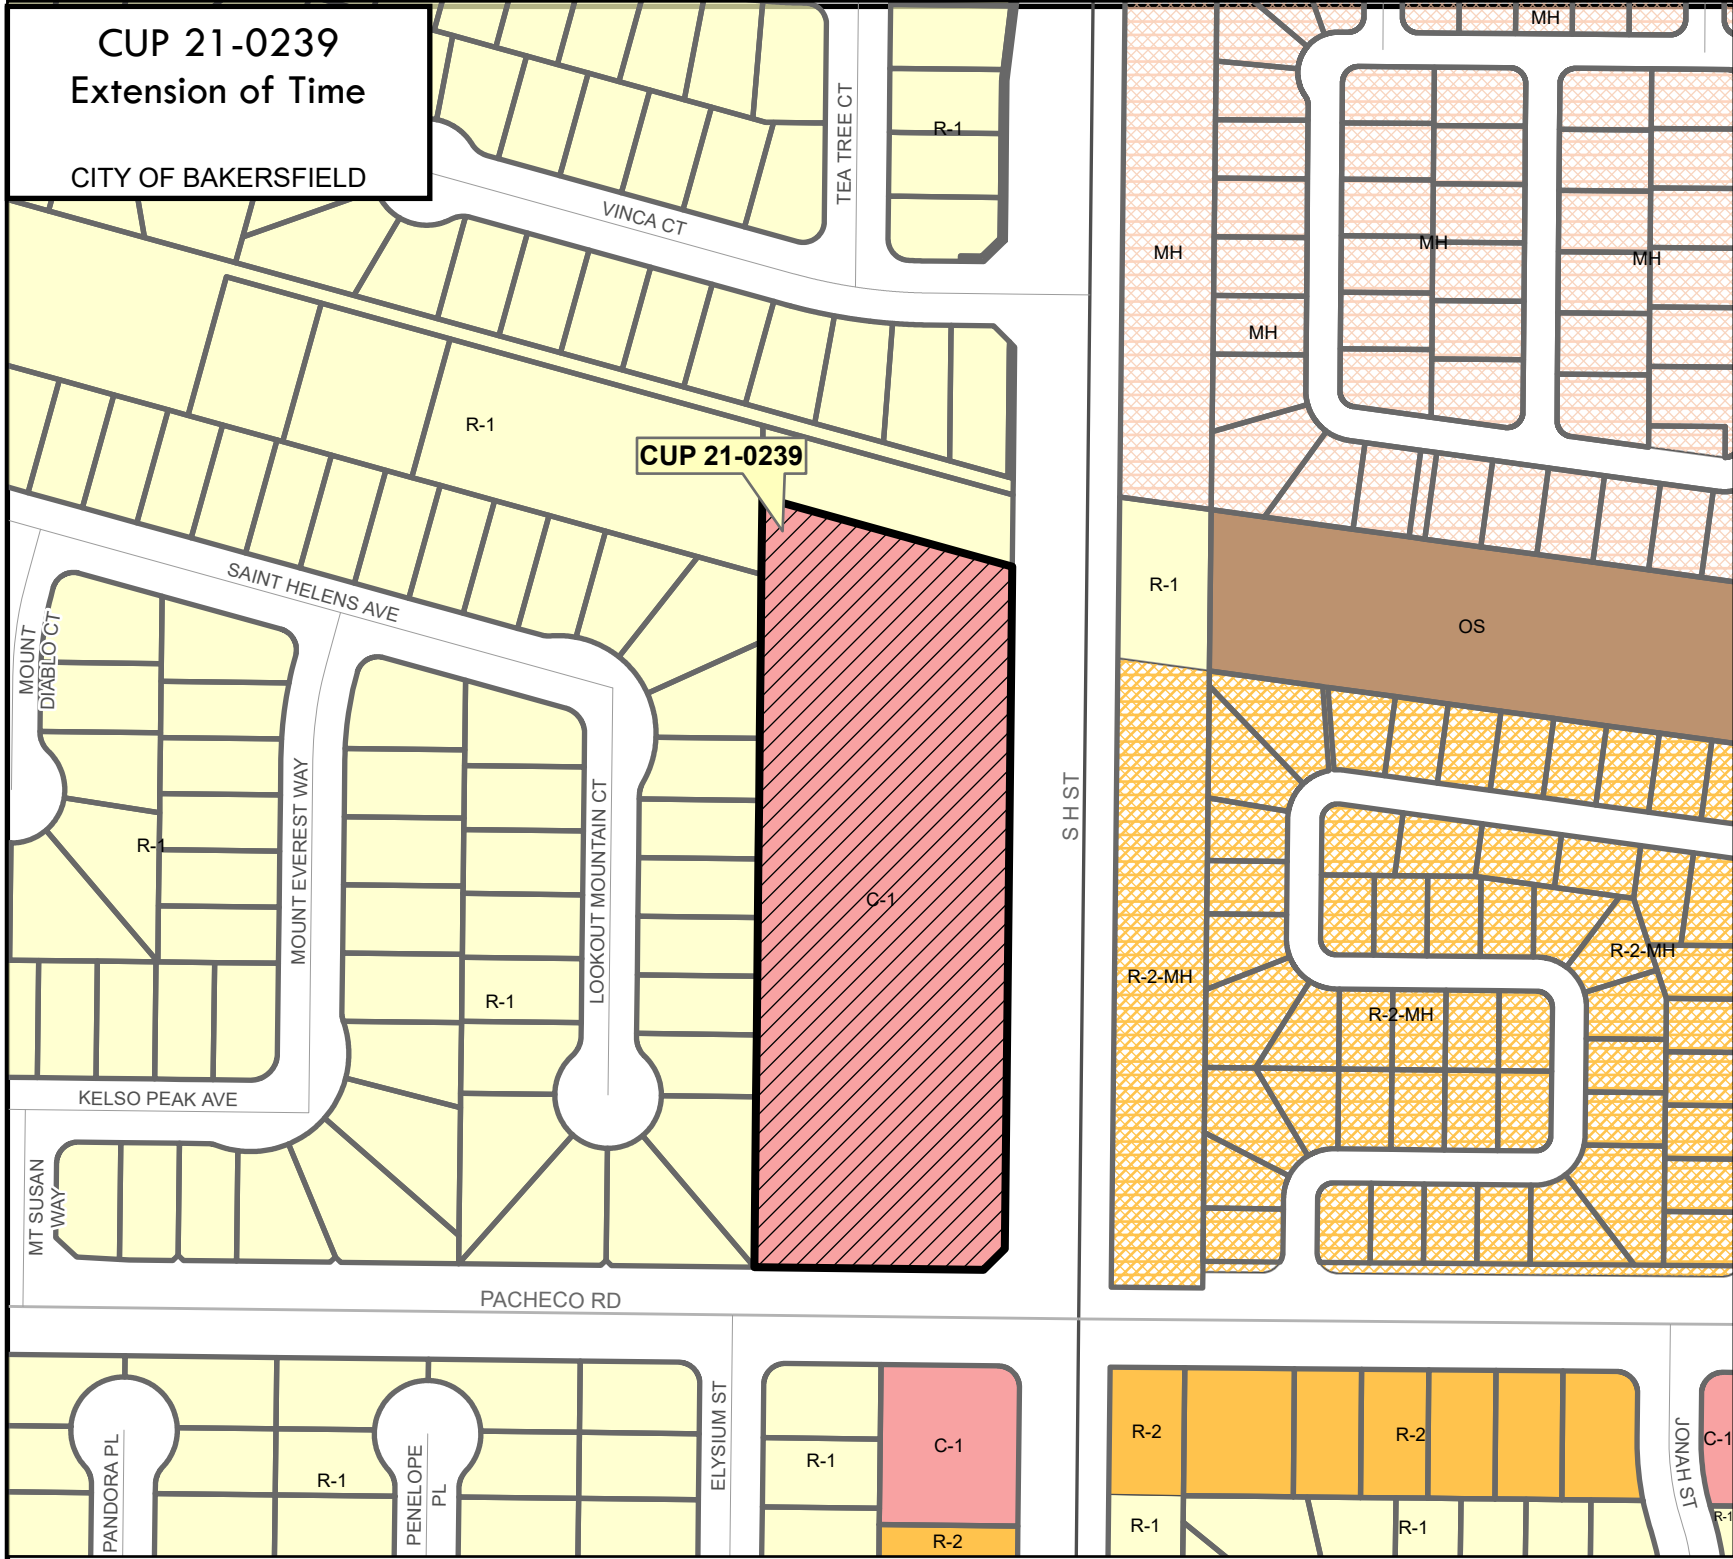 CUP 21-0239
Extension of Time
CITY OF BAKERSFIELD
MH
TEA TREE CT
R-1
VINCA CT
MH
MH
MH
MH
R-1
CUP 21-0239
R-1
OS
SAINT HELENS AVE
MOUNT
DIABLO CT
S H ST
R-1
MOUNT EVEREST WAY
LOOKOUT MOUNTAIN CT
C-1
R-2-MH
R-2-MH
R-1
R-2-MH
KELSO PEAK AVE
MT SUSAN
WAY
PACHECO RD
ELYSIUM ST
R-2
R-2
JONAH ST
C-1
C-1
R-1
R-1
PANDORA PL
PENELOPE
PL
R-1
R-1
R-1
R-2